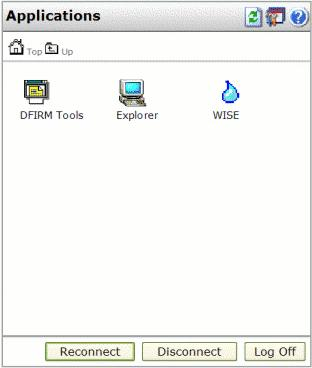 Applications
Top Up
DFIRM Tools Explorer WISE
Reconnect Disconnect Log Off